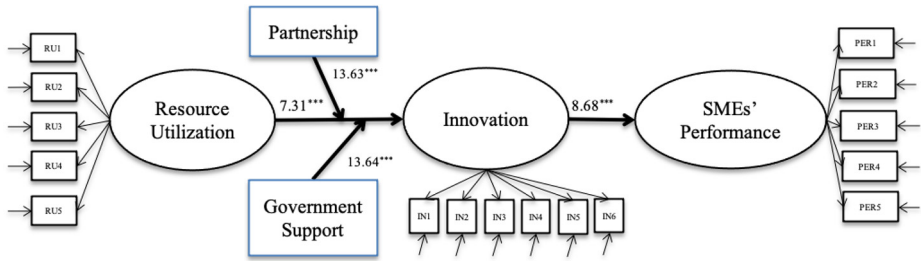 Partnership
RU1
RU2
RU3
RU4
RU5
Resource
Utilization
13.63***
7.31***
13.64***
Government
Support
Innovation
IN1
IN2
IN3
IN4
IN5
IN6
8.68***
SMEs'
Performance
PER1
PER2
PER3
PER4
PER5